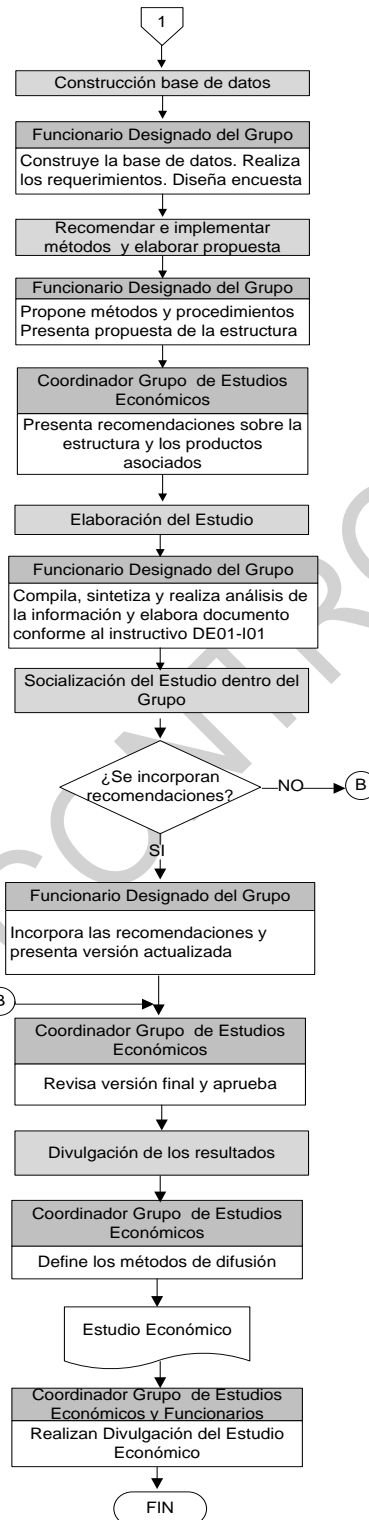 1
Construcción base de datos
Funcionario Designado del Grupo
Construye la base de datos. Realiza
los requerimientos. Diseña encuesta
Recomendar e implementar
métodos y elaborar propuesta
Funcionario Designado del Grupo
Propone métodos y procedimientos
Presenta propuesta de la estructura
Coordinador Grupo de Estudios
Económicos
Presenta recomendaciones sobre la
estructura y los productos
asociados
Elaboración del Estudio
Funcionario Designado del Grupo
Compila, sintetiza y realiza análisis de
la información y elabora documento
conforme al instructivo DE01-I01
Socialización del Estudio dentro del
Grupo
¿Se incorporan
recomendaciones?
NO
B
SI
Funcionario Designado del Grupo
Incorpora las recomendaciones y
presenta versión actualizada
B
Coordinador Grupo de Estudios
Económicos
Revisa versión final y aprueba
Divulgación de los resultados
Coordinador Grupo de Estudios
Económicos
Define los métodos de difusión
Estudio Económico
Coordinador Grupo de Estudios
Económicos y Funcionarios
Realizan Divulgación del Estudio
Económico
FIN